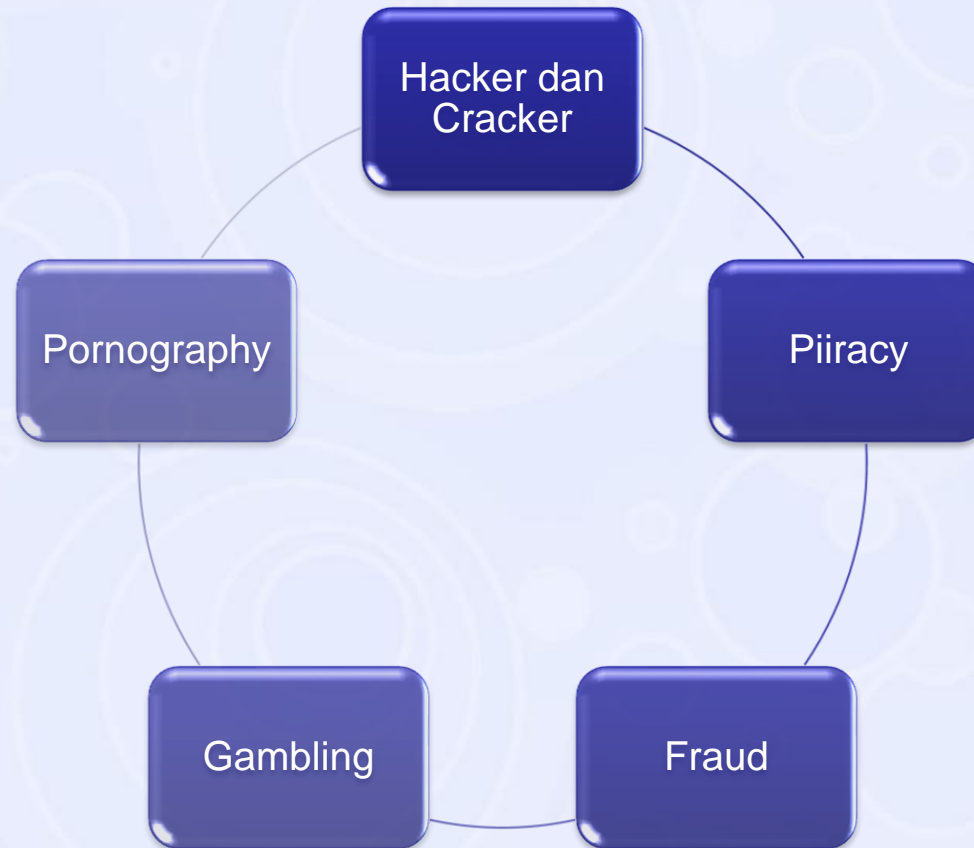 Hacker dan
Cracker
Pornography
Piiracy
Gambling
Fraud